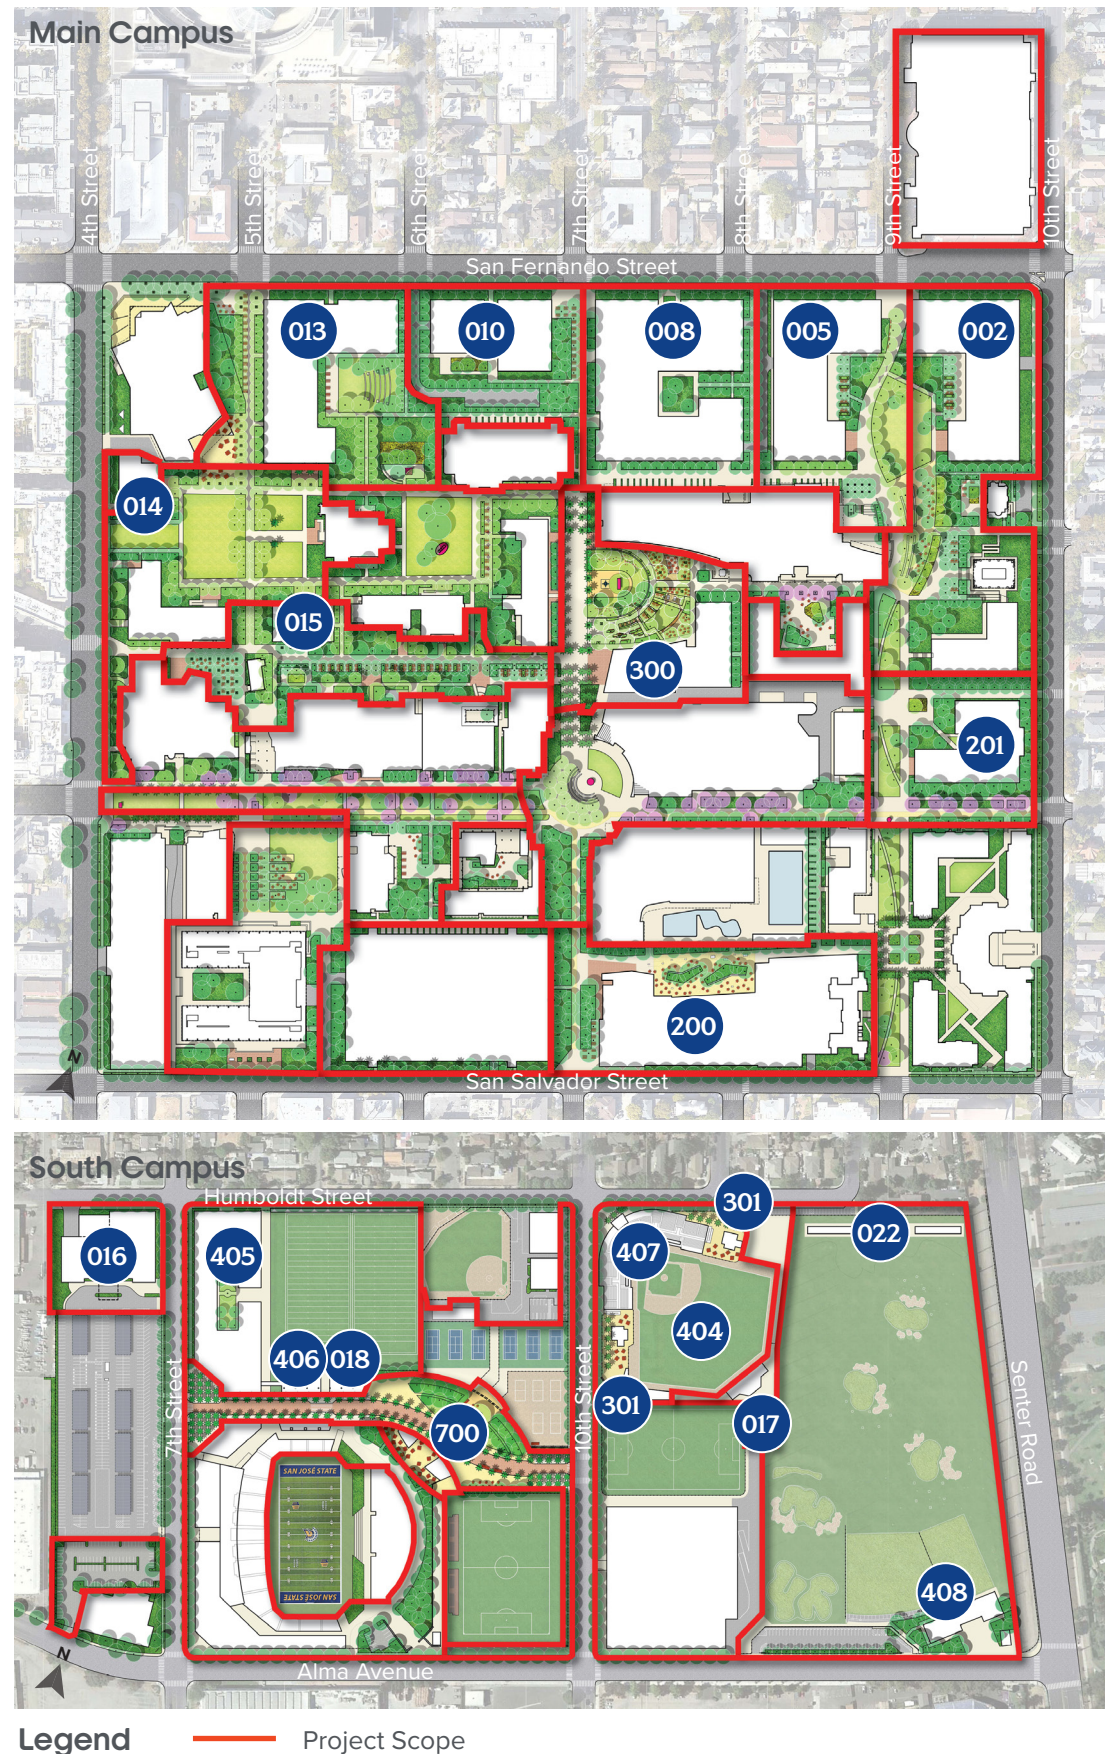 Main Campus
4th Street
5th Street
6th Street
7th Street
8th Street
9th Street
10th Street
San Fernando Street
013
010
008
005
002
014
015
300
201
200
N
San Salvador Street
South Campus
Humboldt Street
301
016
405
407
022
404
406
018
301
7th Street
10th Street
Senter Road
700
017
SAN JOSÉ STATE
SAN JOSÉ STATE
408
N
Alma Avenue
Legend
Project Scope